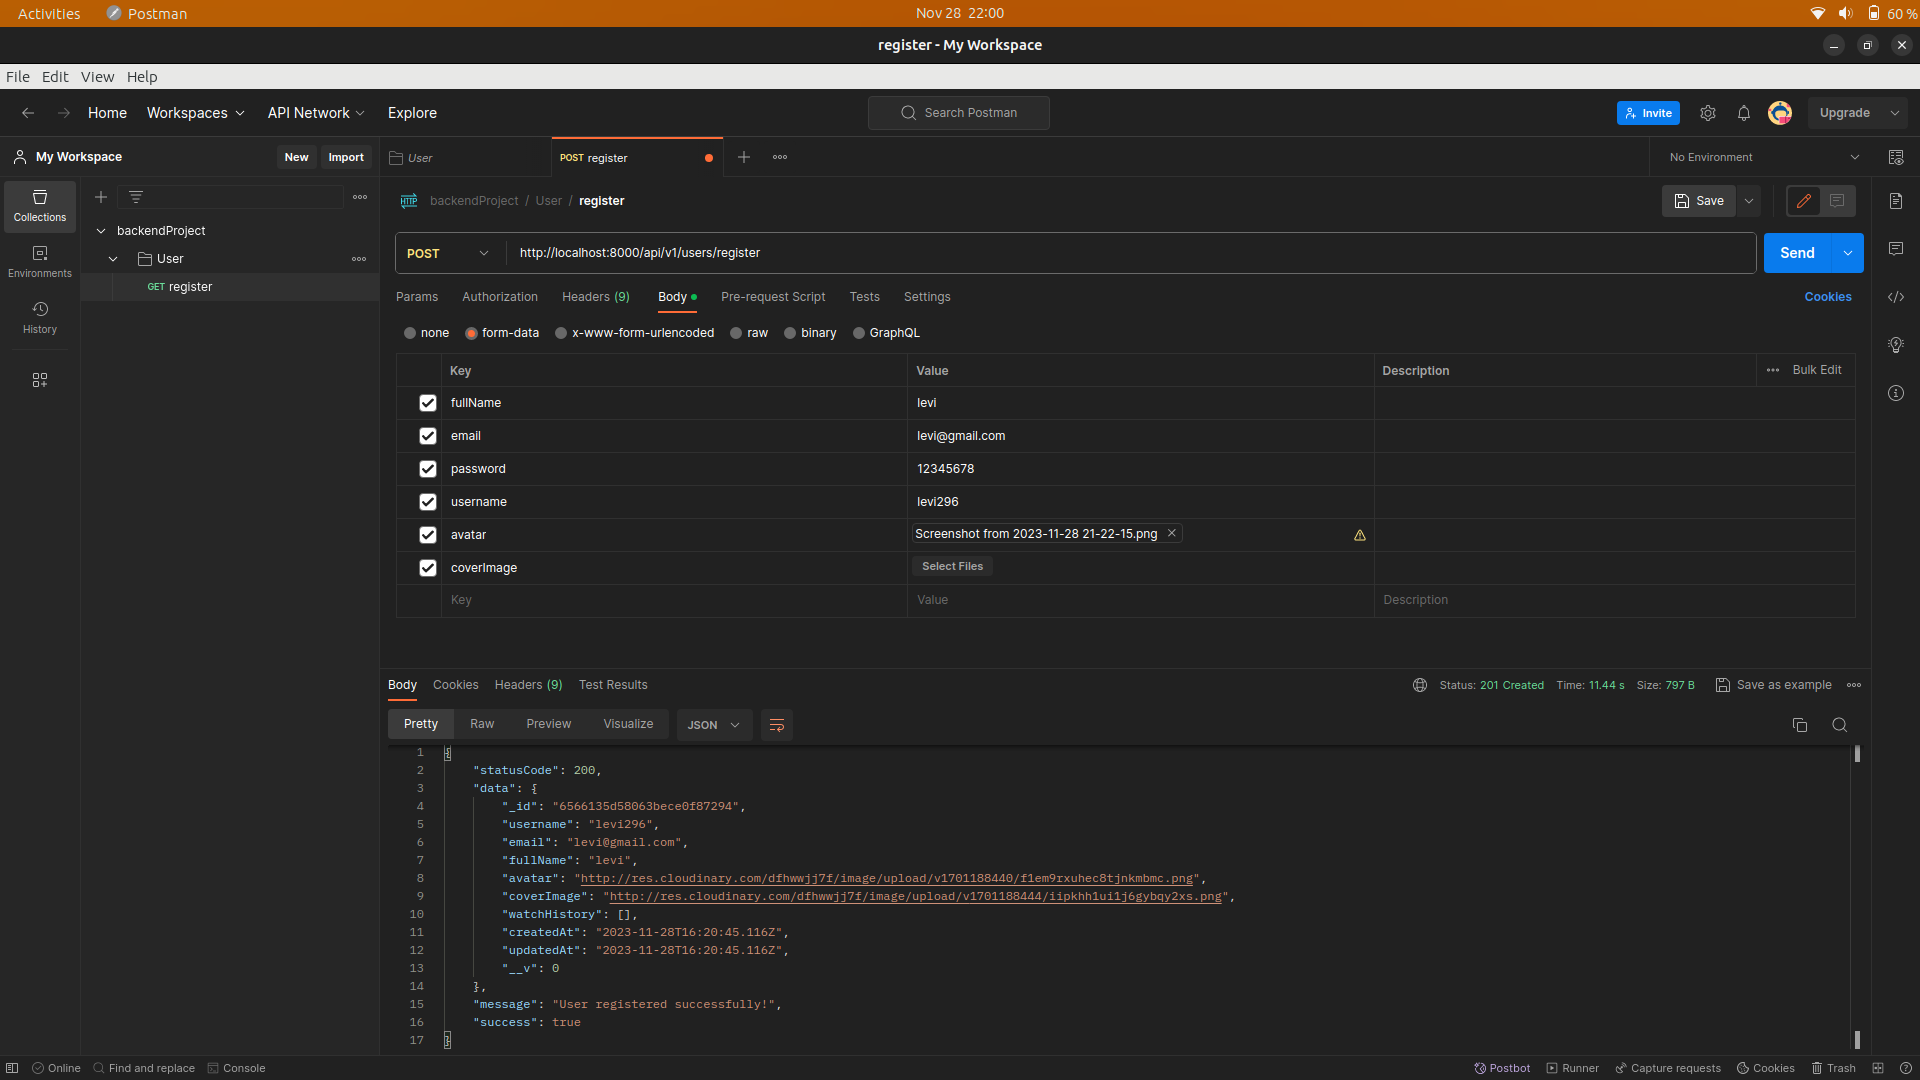 Activities Postman Nov 28 22:00 60 %
register - My Workspace
File Edit View Help
Home Workspaces API Network Explore Search Postman Invite Upgrade
My Workspace New Import User POST register No Environment
Collections
Environments
History
backendProject
User
GET register
HTTP backendProject / User / register Save
POST http://localhost:8000/api/v1/users/register Send
Params Authorization Headers (9) Body Pre-request Script Tests Settings Cookies
none form-data x-www-form-urlencoded raw binary GraphQL
Key Value Description Bulk Edit
fullName levi
email levi@gmail.com
password 12345678
username levi296
avatar Screenshot from 2023-11-28 21-22-15.png
coverImage Select Files
Key Value Description
Body Cookies Headers (9) Test Results Status: 201 Created Time: 11.44 s Size: 797 B Save as example
Pretty Raw Preview Visualize JSON
1 {
2 "statusCode": 200,
3 "data": {
4 "_id": "6566135d58063bece0f87294",
5 "username": "levi296",
6 "email": "levi@gmail.com",
7 "fullName": "levi",
8 "avatar": "http://res.cloudinary.com/dfhwwjj7f/image/upload/v1701188440/f1em9rxuhec8tjnkmbmc.png",
9 "coverImage": "http://res.cloudinary.com/dfhwwjj7f/image/upload/v1701188444/iipkhh1ui1j6gybqy2xs.png",
10 "watchHistory": [],
11 "createdAt": "2023-11-28T16:20:45.116Z",
12 "updatedAt": "2023-11-28T16:20:45.116Z",
13 "__v": 0
14 },
15 "message": "User registered successfully!",
16 "success": true
17 }
Online Find and replace Console Postbot Runner Capture requests Cookies Trash